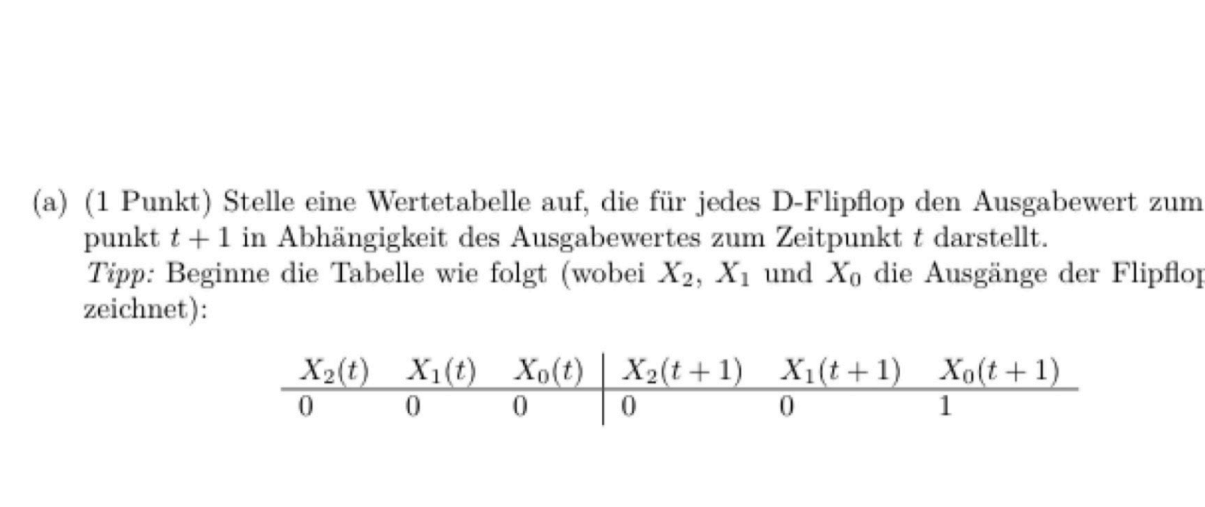 (a) (1 Punkt) Stelle eine Wertetabelle auf, die für jedes D-Flipflop den Ausgabewert zum
punkt t + 1 in Abhängigkeit des Ausgabewertes zum Zeitpunkt t darstellt.
Tipp: Beginne die Tabelle wie folgt (wobei X₂, X₁ und X₀ die Ausgänge der Flipflop
zeichnet):
X₂(t) X₁(t) X₀(t) X₂(t + 1) X₁(t + 1) X₀(t + 1)
0 0 0 0 0 1